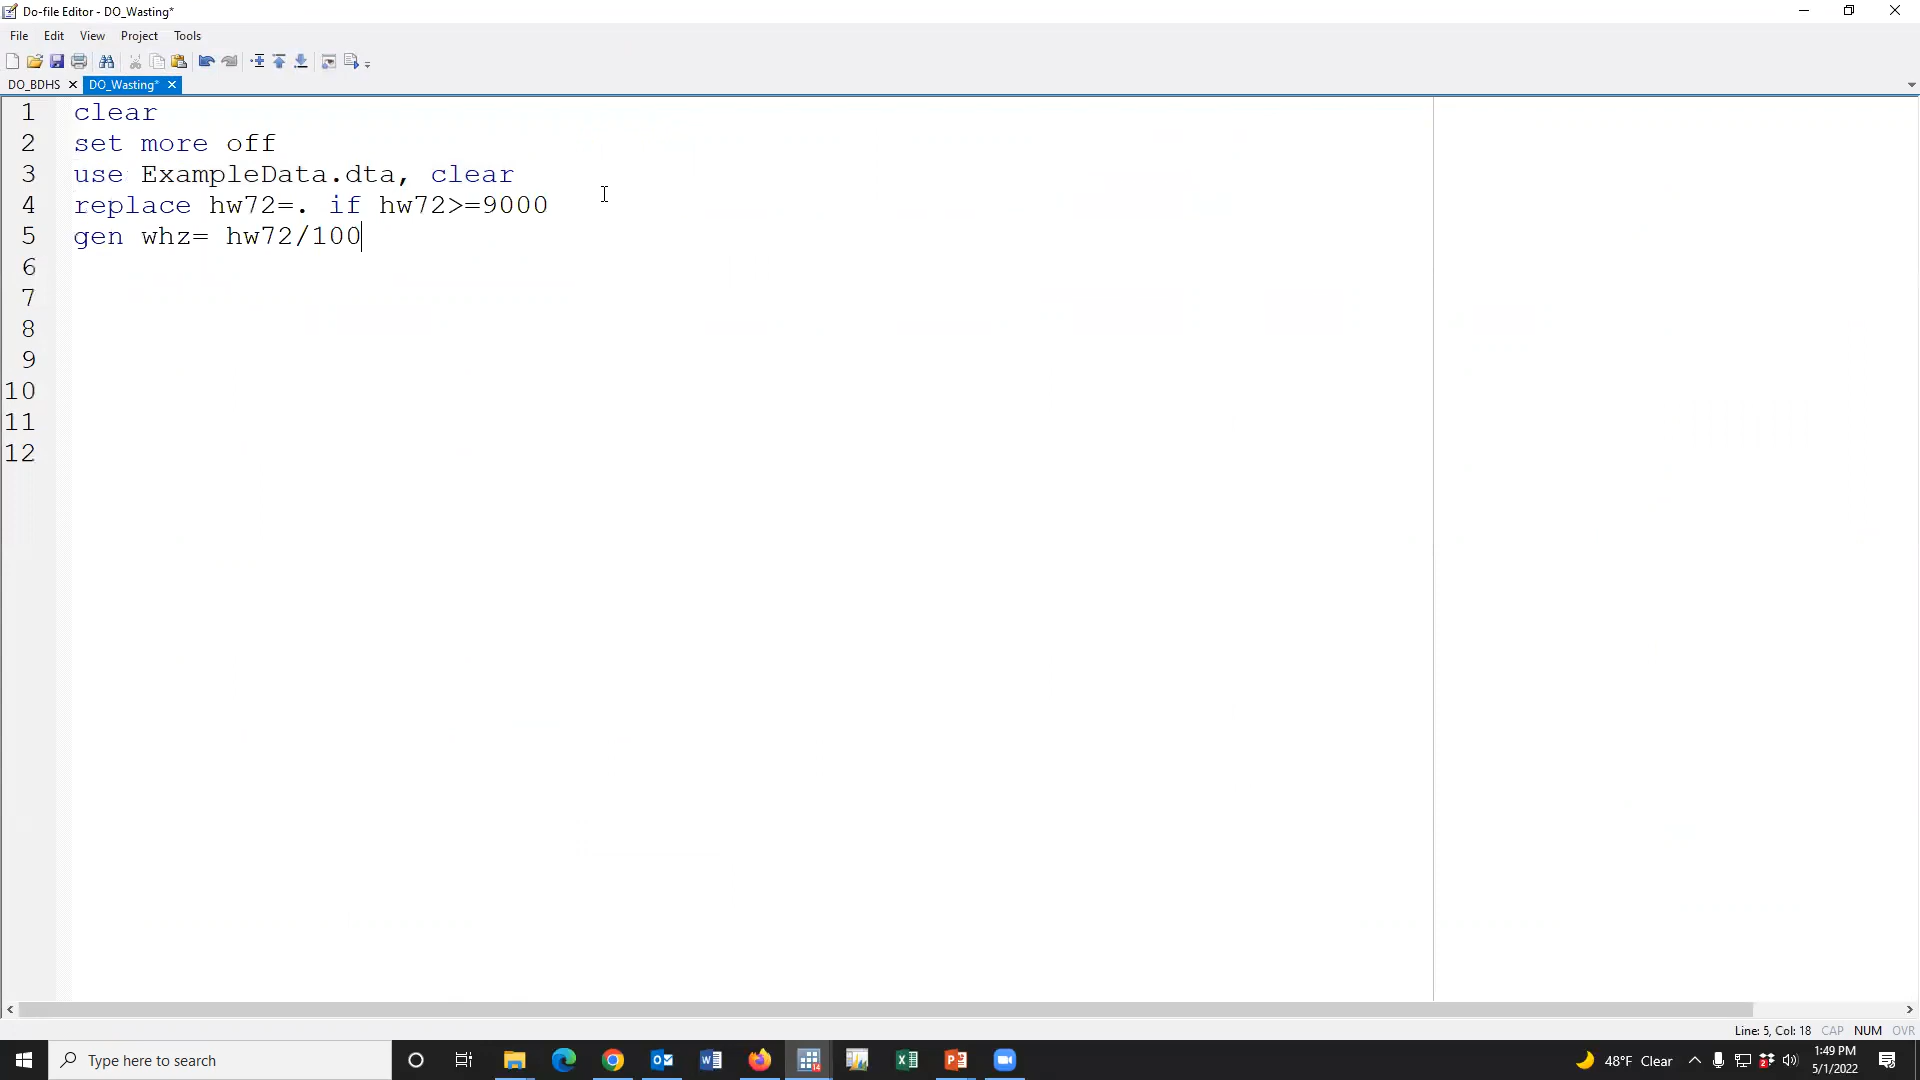 Do-file Editor - DO_Wasting*
File Edit View Project Tools
DO_BDHS DO_Wasting*
1 clear
2 set more off
3 use ExampleData.dta, clear
4 replace hw72=. if hw72>=9000
5 gen whz= hw72/100
6
7
8
9
10
11
12
Line: 5, Col: 18 CAP NUM OVR
Type here to search
48°F Clear
1:49 PM
5/1/2022